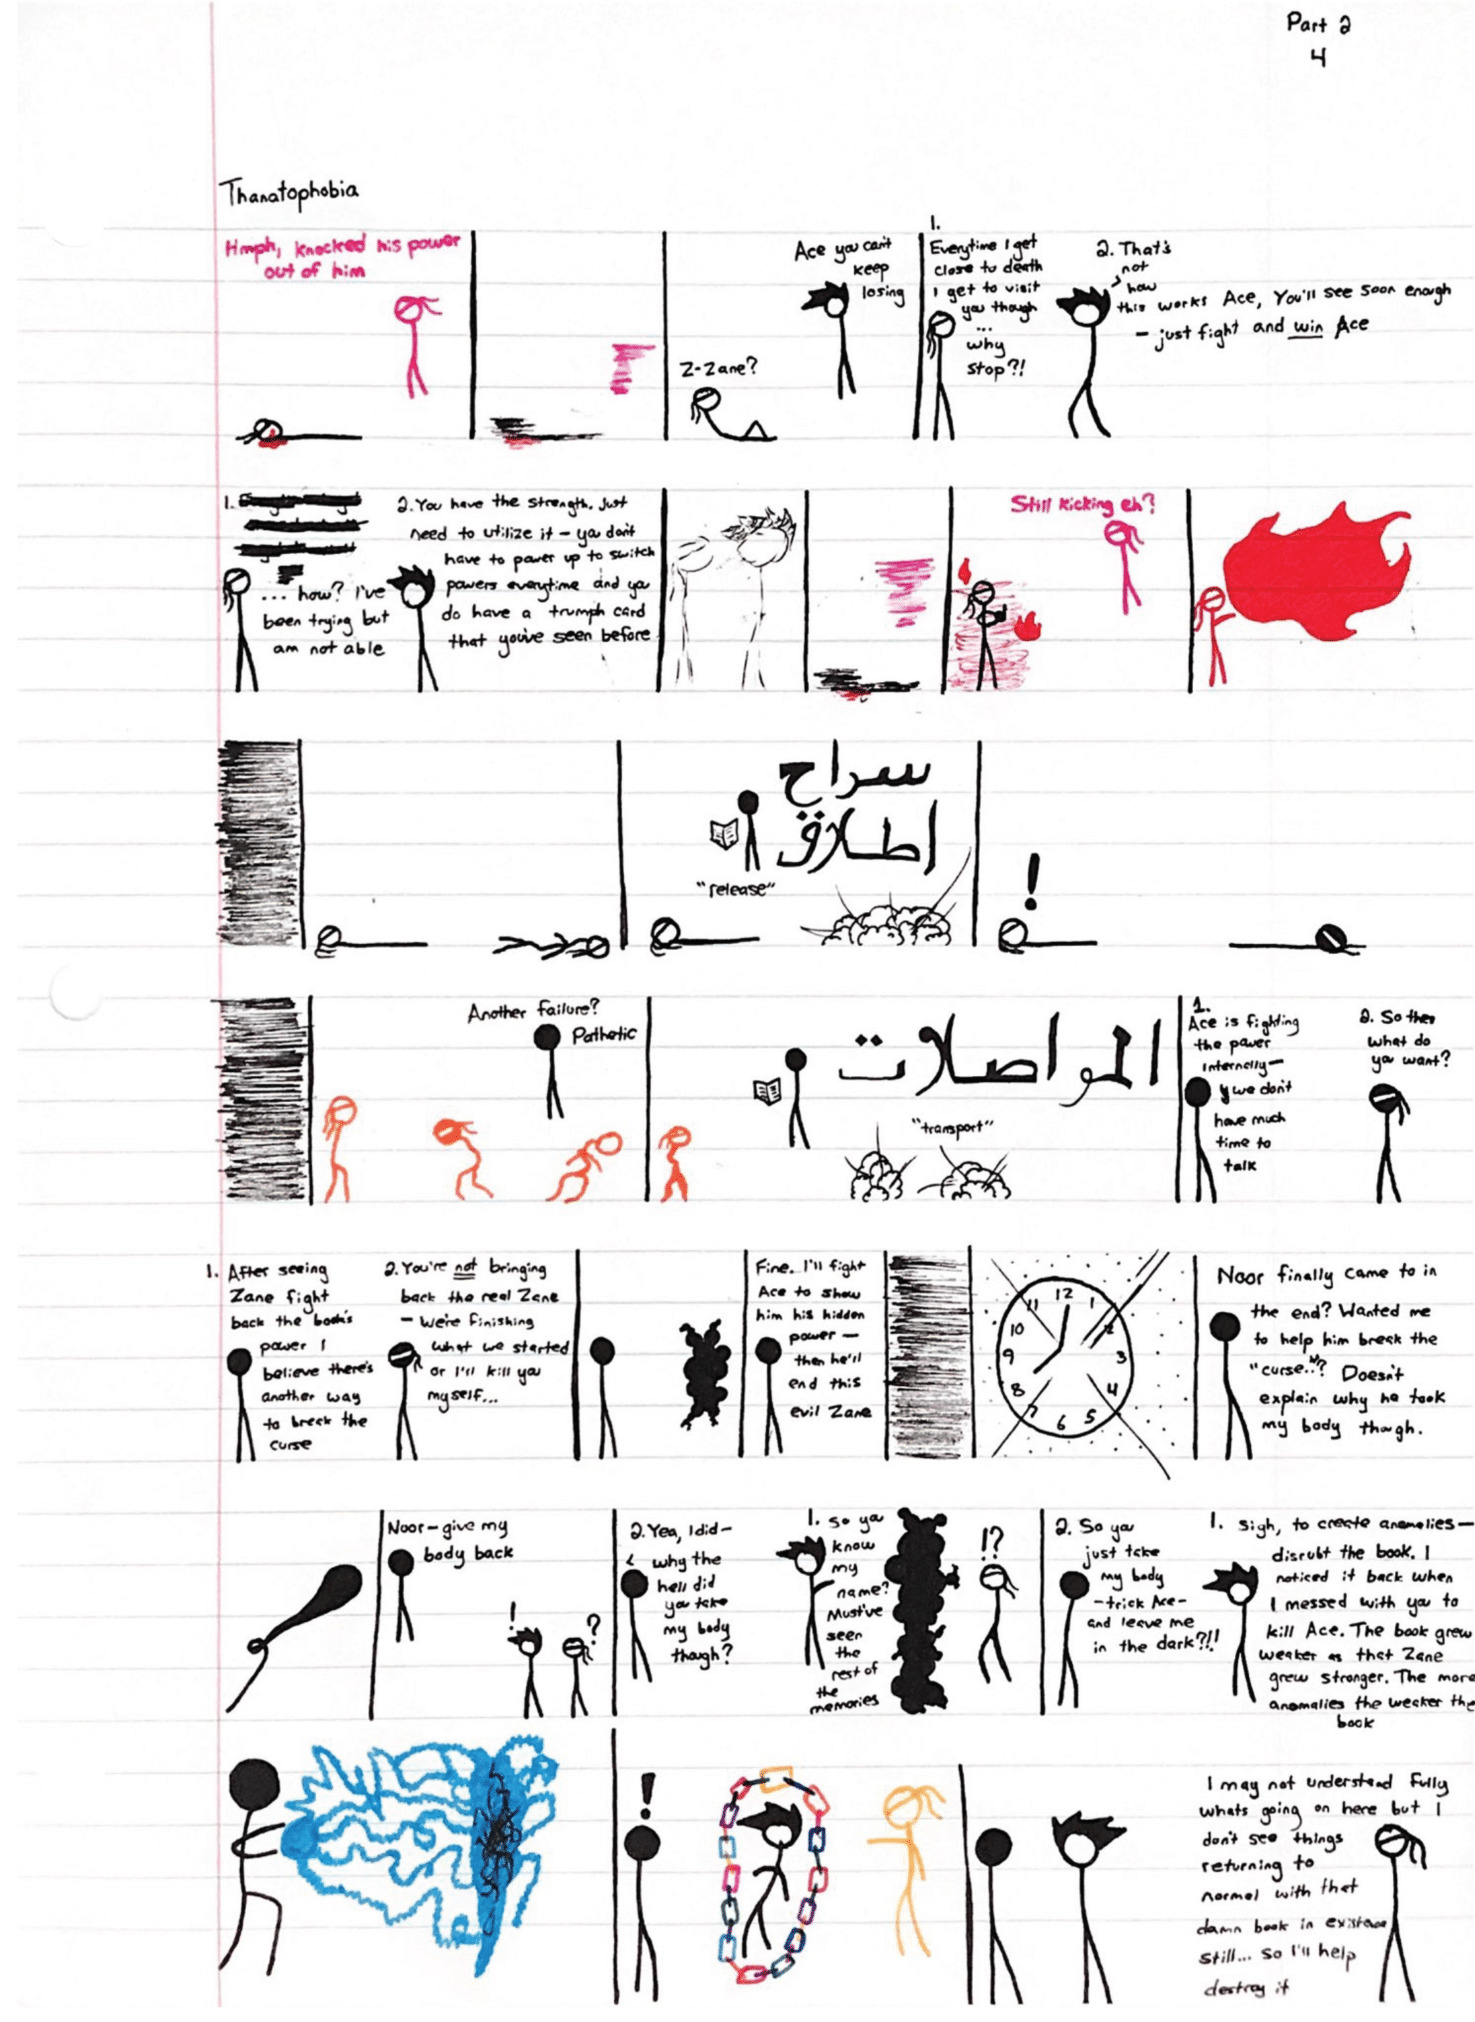 Part 2
4
Thanatophobia
Hmph, knocked his power
out of him
Z-Zane?
Ace you can't
keep
losing
1.
Everytime I get
close to death
I get to visit
you though
...
why
stop?!
2. That's
not
how
this works Ace, You'll see soon enough
- just fight and win Ace
1.
... how? I've
been trying but
am not able
2. You have the strength. Just
need to utilize it - ya don't
have to power up to switch
powers everytime and ya
do have a trumph card
that you've seen before
Still kicking eh?
سراح
اطلاق
"release"
!
Another failure?
Pathetic
المواصلات
"transport"
1.
Ace is fighting
the power
internally-
y we don't
have much
time to
talk
2. So then
what do
you want?
1. After seeing
Zane fight
back the book's
power I
believe there's
another way
to break the
curse
2. You're not bringing
back the real Zane
- We're finishing
what we started
or I'll kill you
myself...
Fine. I'll fight
Ace to show
him his hidden
power -
then he'll
end this
evil Zane
12
11 1
10 2
9 3
8 4
7 5
6
Noor finally came to in
the end? Wanted me
to help him break the
"curse.."? Doesn't
explain why he took
my body though.
Noor-give my
body back
!
?
2. Yea, I did-
why the
hell did
you take
my body
though?
1. So ya
know
my
name?
Must've
seen
the
rest of
the
memories
!?
2. So ya
just take
my body
-trick Ace-
and leave me
in the dark?!!
1. sigh, to create anomalies-
disrubt the book. I
noticed it back when
I messed with ya to
kill Ace. The book grew
weaker as that Zane
grew stronger. The more
anomalies the weaker the
book
!
I may not understand fully
whats going on here but I
don't see things
returning to
normal with that
damn book in existence
still... So I'll help
destroy it